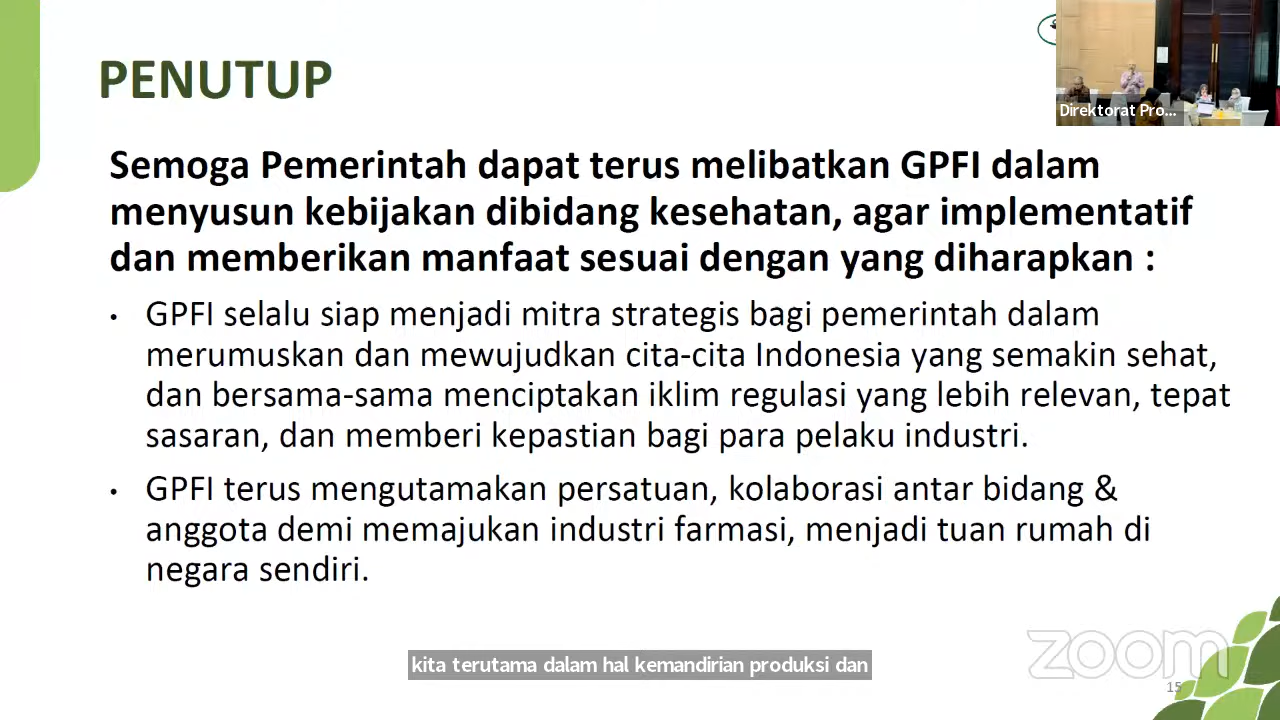 PENUTUP
Direktorat Pro...
Semoga Pemerintah dapat terus melibatkan GPFI dalam
menyusun kebijakan dibidang kesehatan, agar implementatif
dan memberikan manfaat sesuai dengan yang diharapkan :
• GPFI selalu siap menjadi mitra strategis bagi pemerintah dalam
merumuskan dan mewujudkan cita-cita Indonesia yang semakin sehat,
dan bersama-sama menciptakan iklim regulasi yang lebih relevan, tepat
sasaran, dan memberi kepastian bagi para pelaku industri.
• GPFI terus mengutamakan persatuan, kolaborasi antar bidang &
anggota demi memajukan industri farmasi, menjadi tuan rumah di
negara sendiri.
zoom
kita terutama dalam hal kemandirian produksi dan
15